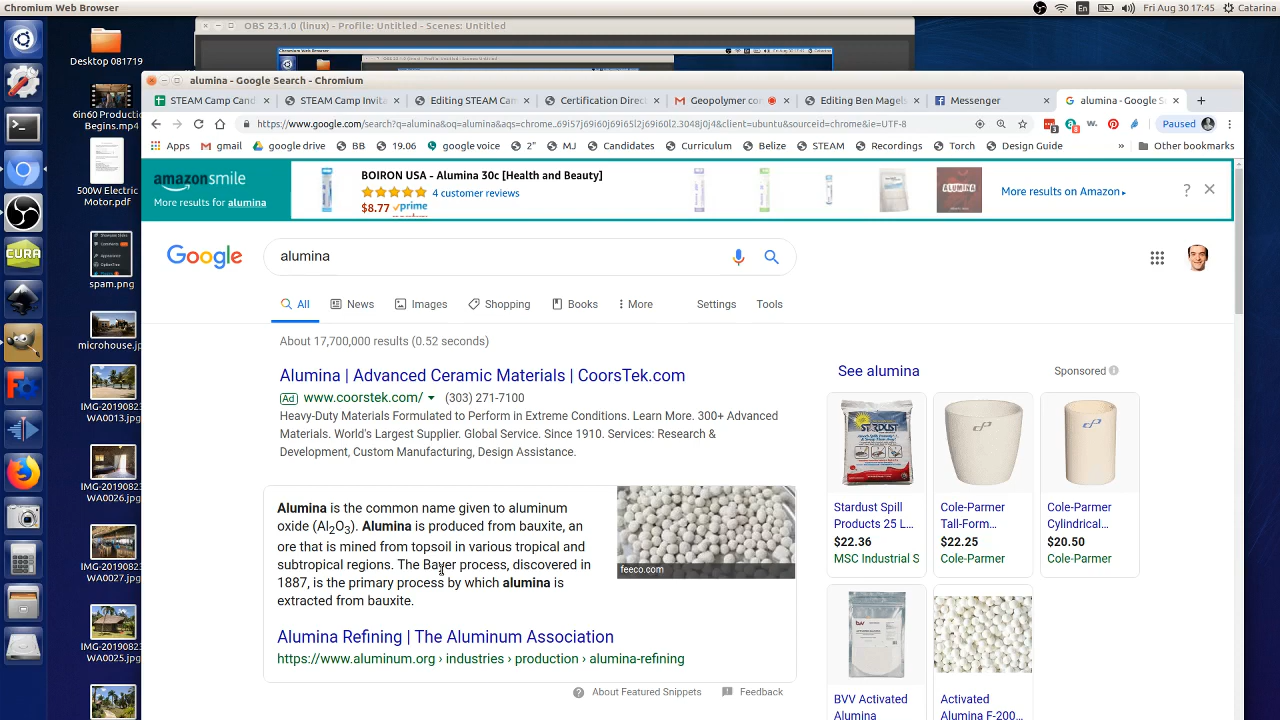 Chromium Web Browser
En
Fri Aug 30 17:45
Catarina
OBS 23.1.0 (linux) - Profile: Untitled - Scenes: Untitled
Desktop 081719
6in60 Production Begins.mp4
500W Electric Motor.pdf
spam.png
microhouse.jp
IMG-20190823
WA0013.jpg
IMG-20190823
WA0026.jpg
IMG-20190823
WA0027.jpg
IMG-20190823
WA0025.jpg
CURA
alumina - Google Search - Chromium
STEAM Camp Cand
STEAM Camp Invita
Editing STEAM Can
Certification Direc
Geopolymer co
Editing Ben Magels
Messenger
alumina - Google S
https://www.google.com/search?q=alumina&oq=alumina&aqs=chrome..69i57j69i60j69i65l2j69i60l2.3048j0j4&client=ubuntu&sourceid=chrome&ie=UTF-8
Paused
Apps
gmail
google drive
BB
19.06
google voice
2"
MJ
Candidates
Curriculum
Belize
STEAM
Recordings
Torch
Design Guide
»
Other bookmarks
amazonsmile
More results for alumina
BOIRON USA - Alumina 30c [Health and Beauty]
4 customer reviews
$8.77 prime
More results on Amazon
Google
alumina
All
News
Images
Shopping
Books
More
Settings
Tools
About 17,700,000 results (0.52 seconds)
Alumina | Advanced Ceramic Materials | CoorsTek.com
Ad www.coorstek.com/ (303) 271-7100
Heavy-Duty Materials Formulated to Perform in Extreme Conditions. Learn More. 300+ Advanced
Materials. World's Largest Supplier. Global Service. Since 1910. Services: Research &
Development, Custom Manufacturing, Design Assistance.
Alumina is the common name given to aluminum
oxide (Al2O3). Alumina is produced from bauxite, an
ore that is mined from topsoil in various tropical and
subtropical regions. The Bayer process, discovered in
1887, is the primary process by which alumina is
extracted from bauxite.
feeco.com
Alumina Refining | The Aluminum Association
https://www.aluminum.org › industries › production › alumina-refining
About Featured Snippets
Feedback
See alumina
Sponsored
STARDUST
Stardust Spill
Products 25 L...
$22.36
MSC Industrial S
Cole-Parmer
Tall-Form...
$22.25
Cole-Parmer
Cole-Parmer
Cylindrical...
$20.50
Cole-Parmer
BVV Activated
Alumina
Activated
Alumina F-200...